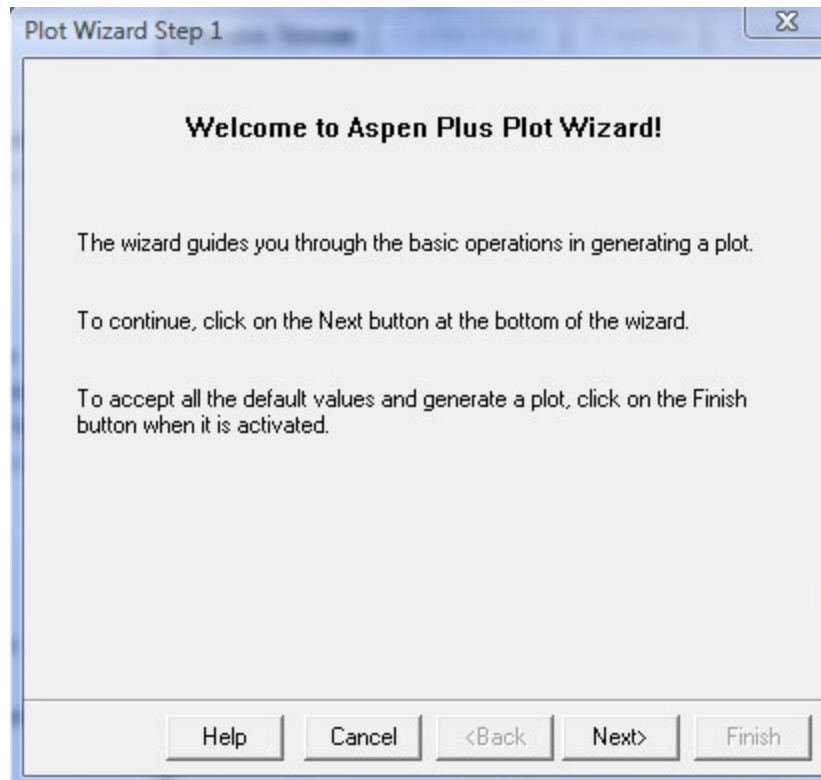 Plot Wizard Step 1
Welcome to Aspen Plus Plot Wizard!
The wizard guides you through the basic operations in generating a plot.
To continue, click on the Next button at the bottom of the wizard.
To accept all the default values and generate a plot, click on the Finish
button when it is activated.
Help Cancel <Back Next> Finish